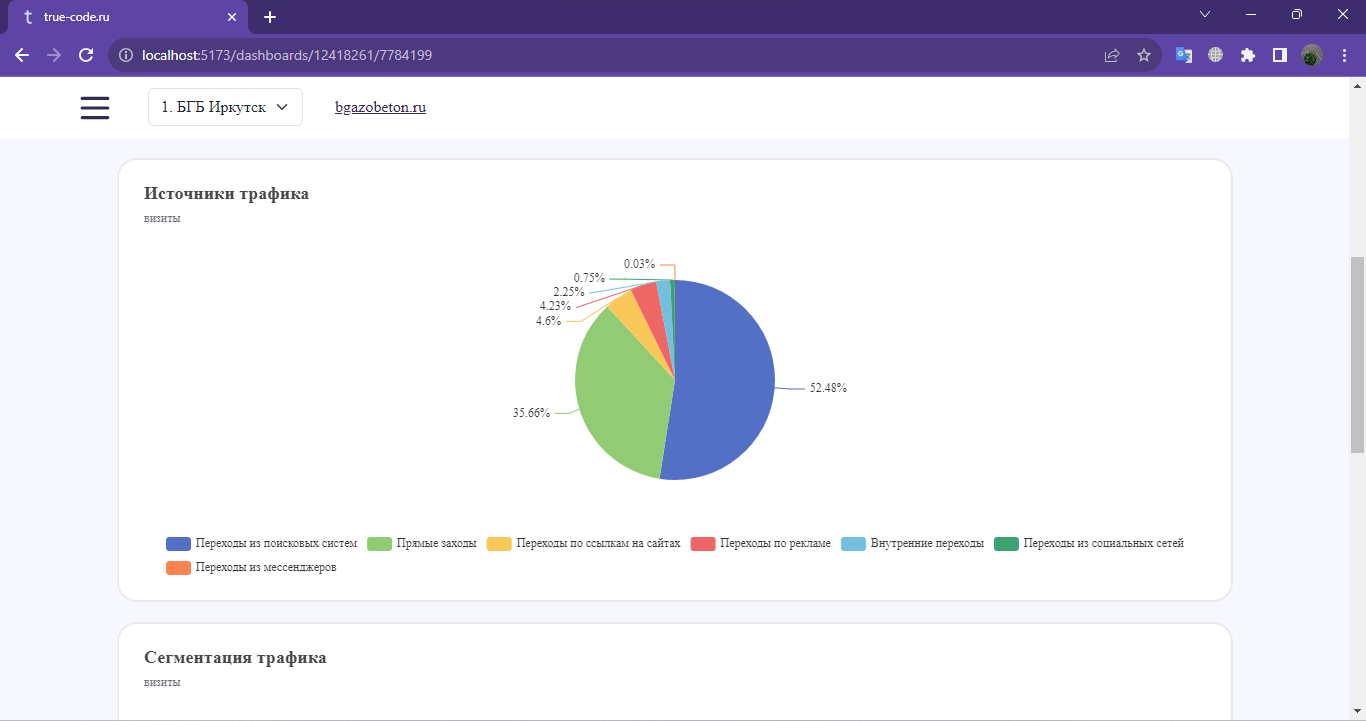 true-code.ru
localhost:5173/dashboards/12418261/7784199
1. БГБ Иркутск
bgazobeton.ru
Источники трафика
визиты
0.03%
0.75%
2.25%
4.23%
4.6%
52.48%
35.66%
Переходы из поисковых систем Прямые заходы Переходы по ссылкам на сайтах Переходы по рекламе Внутренние переходы Переходы из социальных сетей
Переходы из мессенджеров
Сегментация трафика
визиты